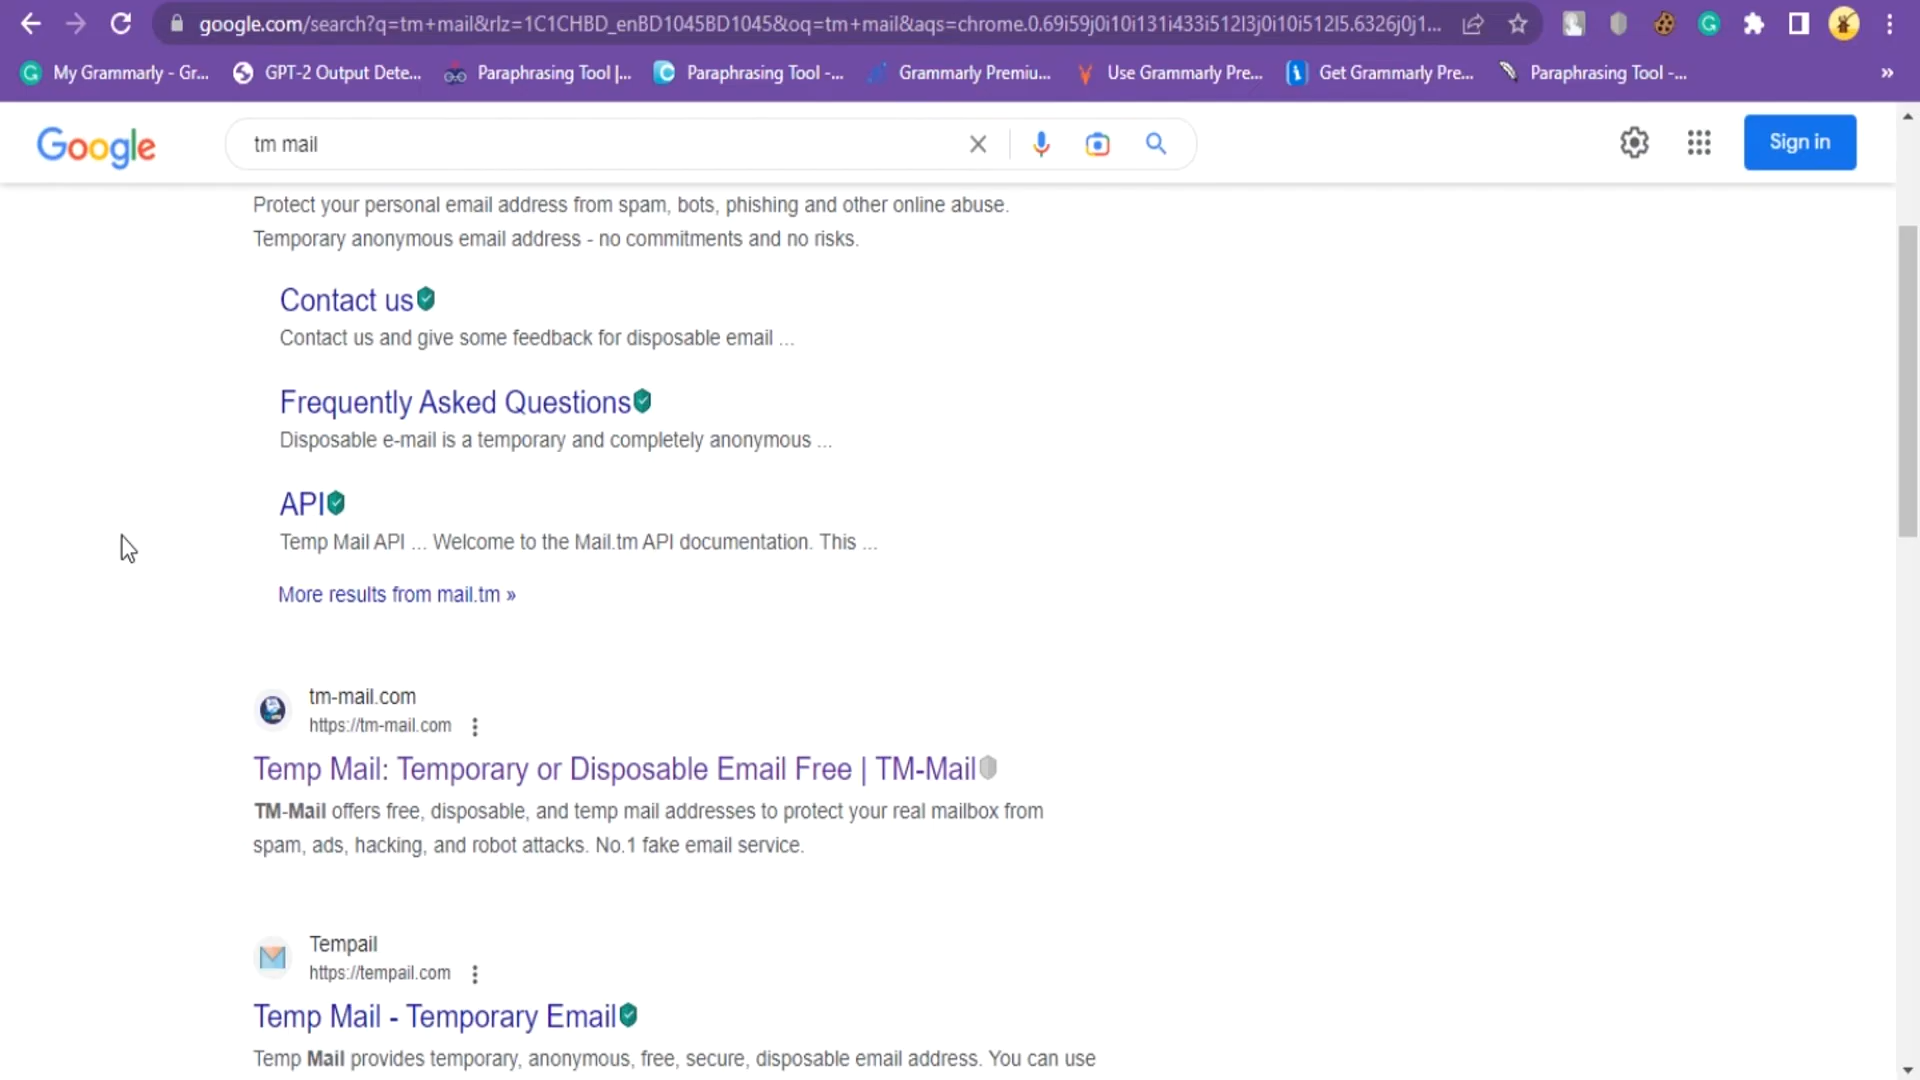 google.com/search?q=tm+mail&rlz=1C1CHBD_enBD1045BD1045&oq=tm+mail&aqs=chrome.0.69i59j0i10i131i433i512l3j0i10i512l5.6326j0j1...
My Grammarly - Gr...
GPT-2 Output Dete...
Paraphrasing Tool |...
Paraphrasing Tool -...
Grammarly Premiu...
Use Grammarly Pre...
Get Grammarly Pre...
Paraphrasing Tool -...
»
Google
tm mail
Sign in
Protect your personal email address from spam, bots, phishing and other online abuse.
Temporary anonymous email address - no commitments and no risks.
Contact us
Contact us and give some feedback for disposable email ...
Frequently Asked Questions
Disposable e-mail is a temporary and completely anonymous ...
API
Temp Mail API ... Welcome to the Mail.tm API documentation. This ...
More results from mail.tm »
tm-mail.com
https://tm-mail.com
Temp Mail: Temporary or Disposable Email Free | TM-Mail
TM-Mail offers free, disposable, and temp mail addresses to protect your real mailbox from
spam, ads, hacking, and robot attacks. No.1 fake email service.
Tempail
https://tempail.com
Temp Mail - Temporary Email
Temp Mail provides temporary, anonymous, free, secure, disposable email address. You can use